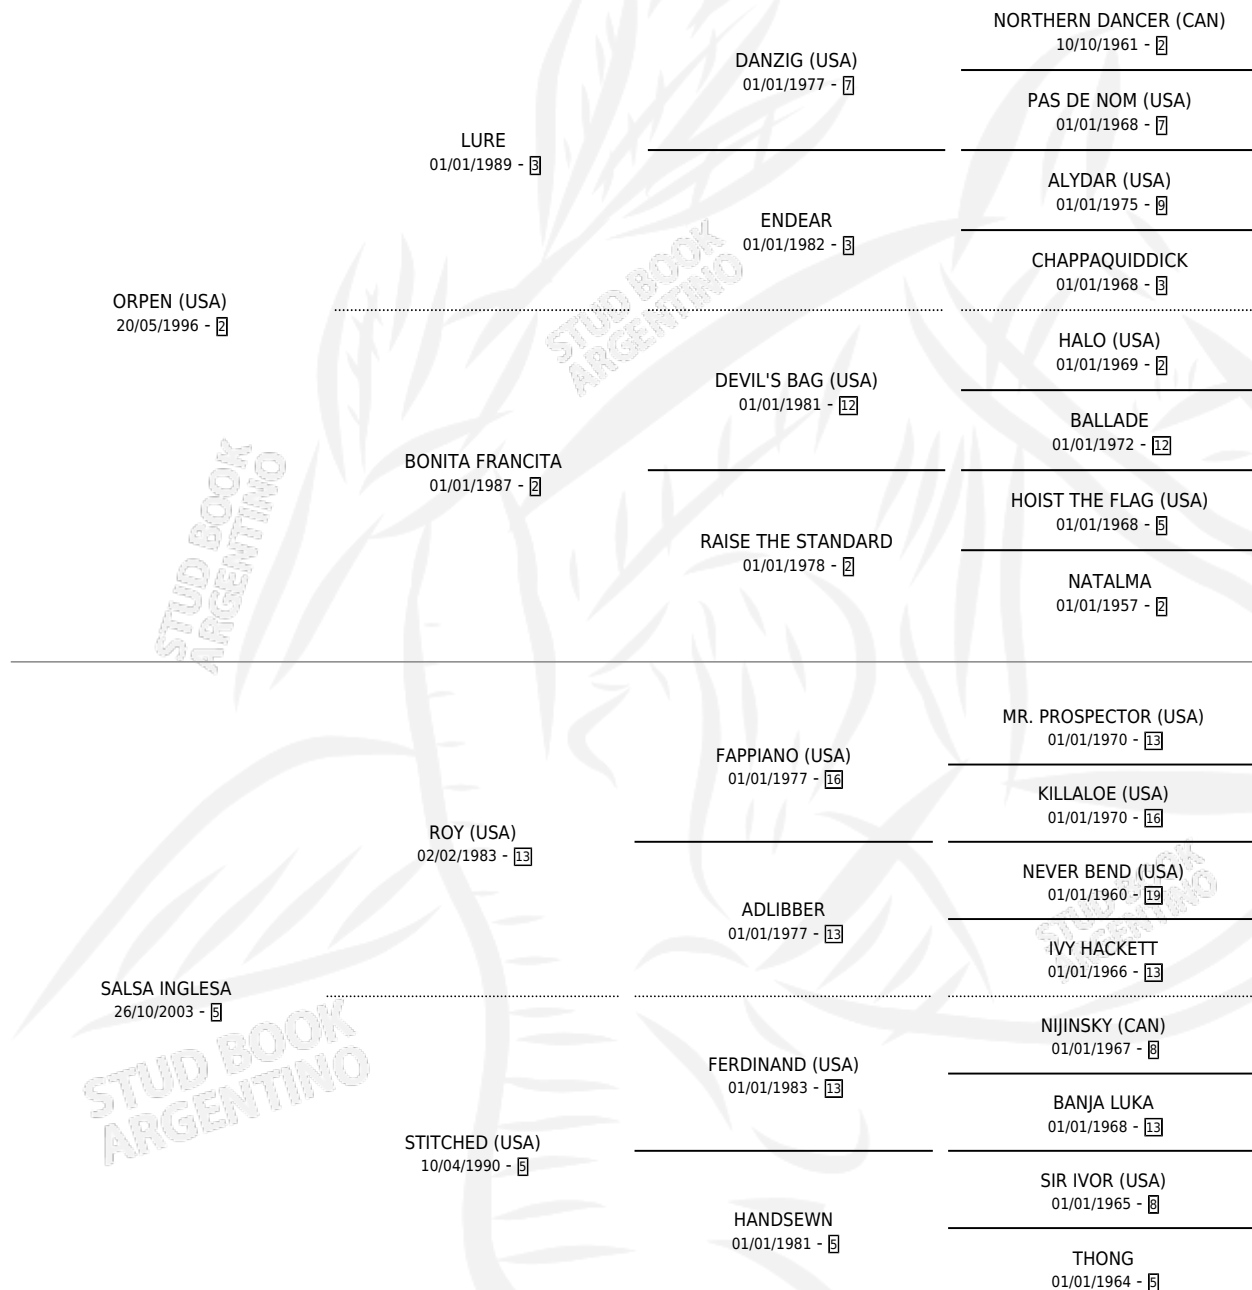 NORTHERN DANCER (CAN)
10/10/1961 - 2
DANZIG (USA)
01/01/1977 - 7
PAS DE NOM (USA)
01/01/1968 - 7
LURE
01/01/1989 - 3
ALYDAR (USA)
01/01/1975 - 9
ENDEAR
01/01/1982 - 3
CHAPPAQUIDDICK
01/01/1968 - 3
ORPEN (USA)
20/05/1996 - 2
STUD BOOK
ARGENTINO
HALO (USA)
01/01/1969 - 2
DEVIL'S BAG (USA)
01/01/1981 - 12
BALLADE
01/01/1972 - 12
BONITA FRANCITA
01/01/1987 - 2
HOIST THE FLAG (USA)
01/01/1968 - 5
RAISE THE STANDARD
01/01/1978 - 2
NATALMA
01/01/1957 - 2
STUD BOOK
ARGENTINO
MR. PROSPECTOR (USA)
01/01/1970 - 13
FAPPIANO (USA)
01/01/1977 - 16
KILLALOE (USA)
01/01/1970 - 16
ROY (USA)
02/02/1983 - 13
NEVER BEND (USA)
01/01/1960 - 19
ADLIBBER
01/01/1977 - 13
IVY HACKETT
01/01/1966 - 13
STUD BOOK
ARGENTINO
SALSA INGLESA
26/10/2003 - 5
NIJINSKY (CAN)
01/01/1967 - 8
FERDINAND (USA)
01/01/1983 - 13
BANJA LUKA
01/01/1968 - 13
STITCHED (USA)
10/04/1990 - 5
SIR IVOR (USA)
01/01/1965 - 8
HANDSEWN
01/01/1981 - 5
THONG
01/01/1964 - 5
STUD BOOK
ARGENTINO